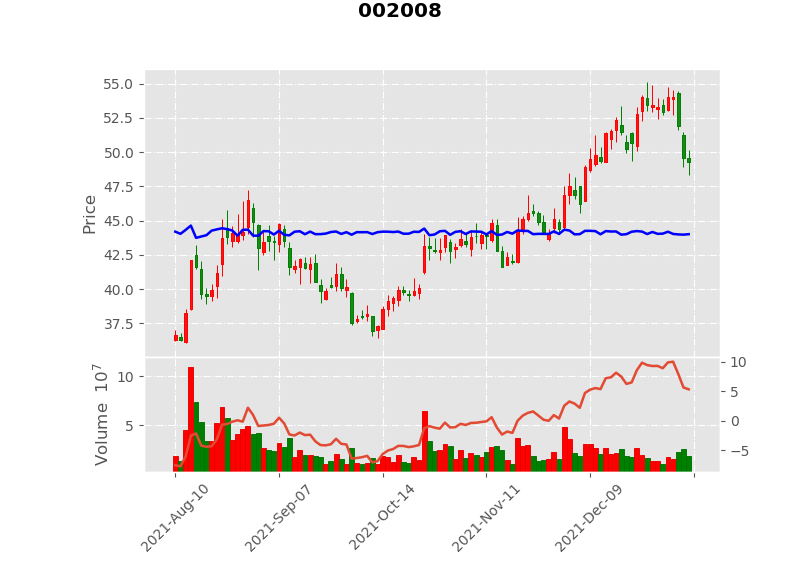 002008
55.0
52.5
50.0
47.5
45.0
42.5
40.0
37.5
Price
10
5
Volume 10^7
10
5
0
−5
2021-Aug-10
2021-Sep-07
2021-Oct-14
2021-Nov-11
2021-Dec-09